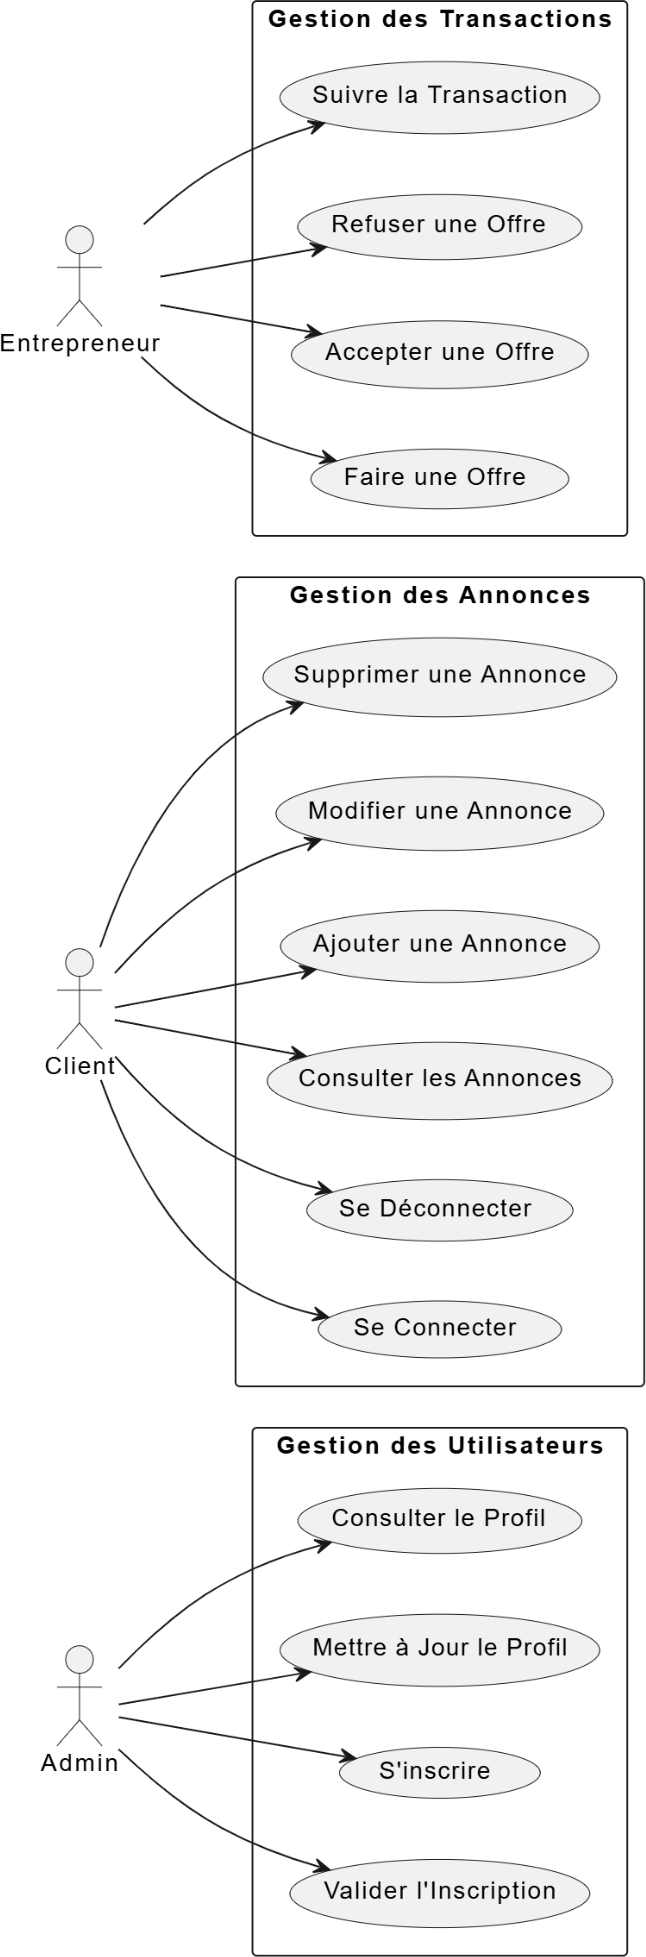 Gestion des Transactions
Suivre la Transaction
Refuser une Offre
Entrepreneur
Accepter une Offre
Faire une Offre
Gestion des Annonces
Supprimer une Annonce
Modifier une Annonce
Ajouter une Annonce
Client
Consulter les Annonces
Se Déconnecter
Se Connecter
Gestion des Utilisateurs
Consulter le Profil
Mettre à Jour le Profil
Admin
S'inscrire
Valider l'Inscription